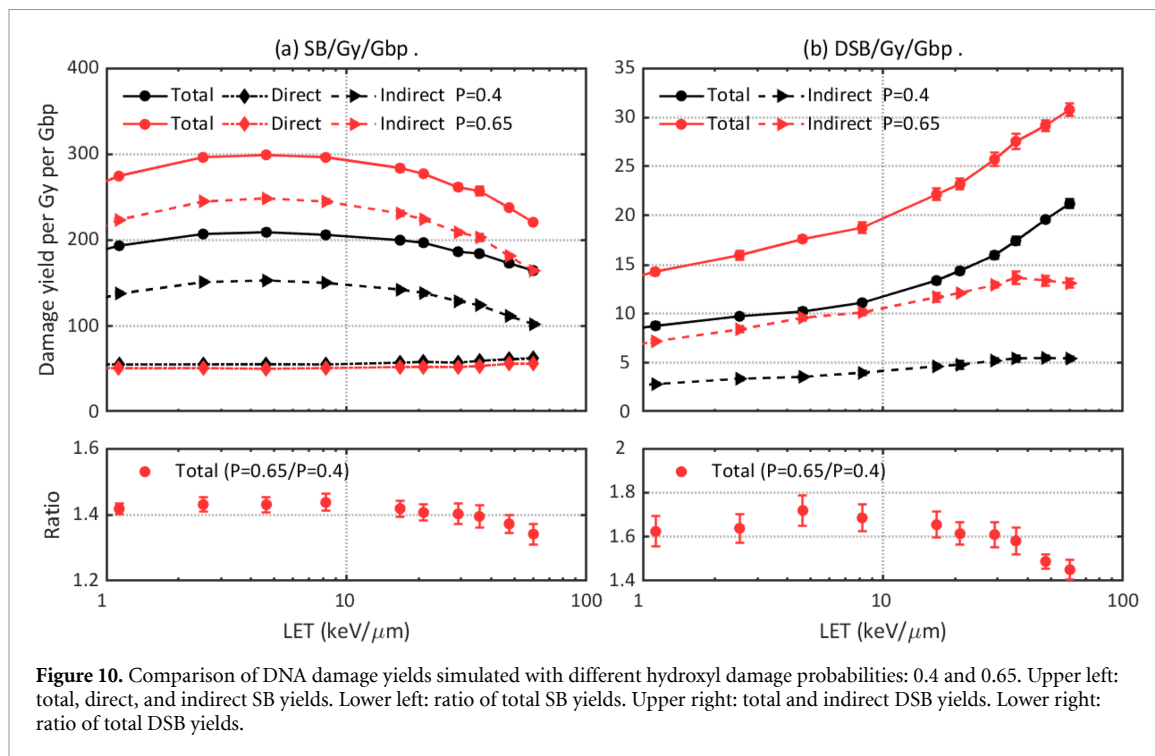 (a) SB/Gy/Gbp .
(b) DSB/Gy/Gbp .
Damage yield per Gy per Gbp
400
300
200
100
0
Total Direct Indirect P=0.4
Total Direct Indirect P=0.65
35
30
25
20
15
10
5
0
Total Indirect P=0.4
Total Indirect P=0.65
Ratio
1.6
1.4
1.2
Total (P=0.65/P=0.4)
1 10 100
LET (keV/μm)
2
1.8
1.6
1.4
Total (P=0.65/P=0.4)
1 10 100
LET (keV/μm)
Figure 10. Comparison of DNA damage yields simulated with different hydroxyl damage probabilities: 0.4 and 0.65. Upper left:
total, direct, and indirect SB yields. Lower left: ratio of total SB yields. Upper right: total and indirect DSB yields. Lower right:
ratio of total DSB yields.